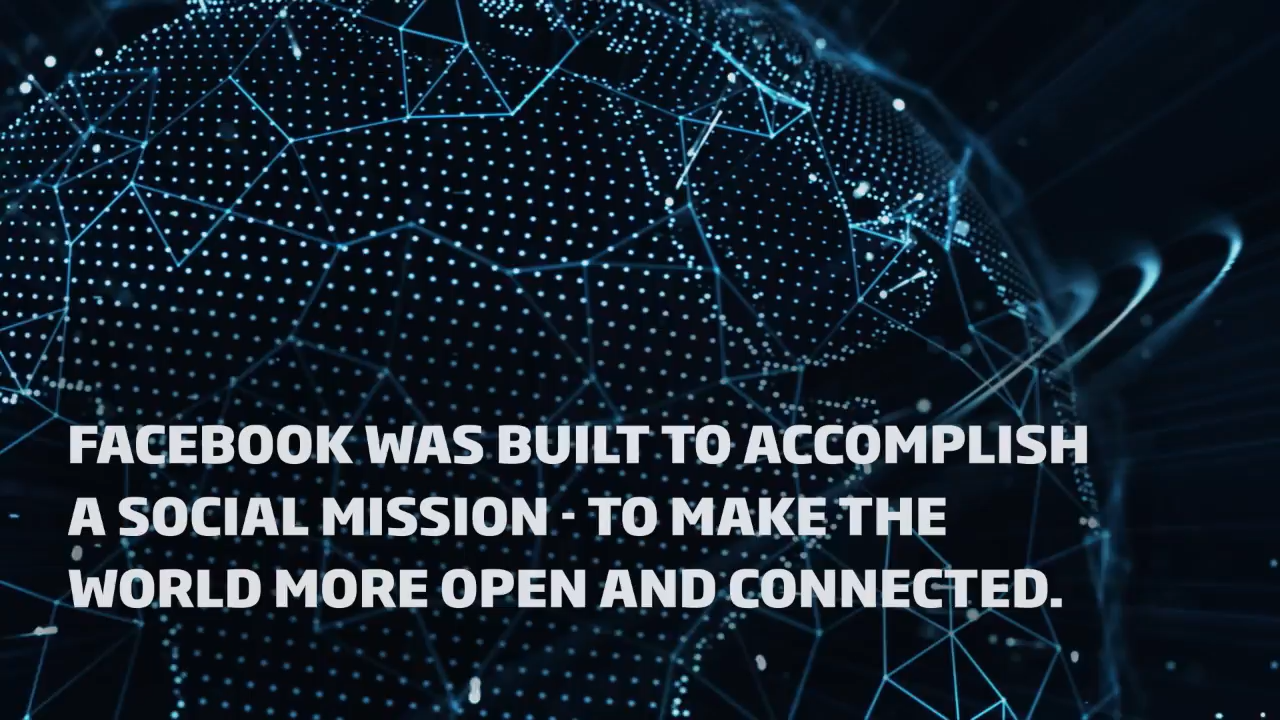 FACEBOOK WAS BUILT TO ACCOMPLISH
A SOCIAL MISSION - TO MAKE THE
WORLD MORE OPEN AND CONNECTED.